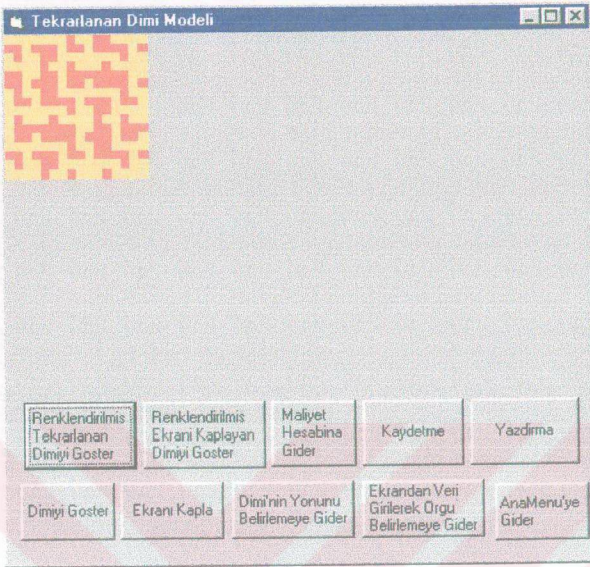 Tekrarlanan Dimi Modeli
Renklendirilmis
Tekrarlanan
Dimiyi Goster
Renklendirilmis
Ekrani Kaplayan
Dimiyi Goster
Maliyet
Hesabina
Gider
Kaydetme
Yazdirma
Dimiyi Goster
Ekrani Kapla
Dimi'nin Yonunu
Belirlemeye Gider
Ekrandan Veri
Girilerek Orgu
Belirlemeye Gider
AnaMenu'ye
Gider